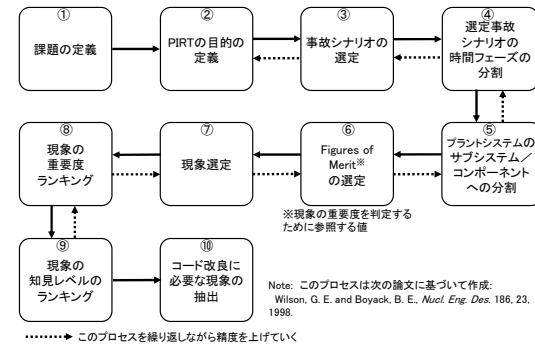 ①
課題の定義
②
PIRTの目的の
定義
③
事故シナリオの
選定
④
選定事故
シナリオの
時間フェーズの
分割
⑧
現象の
重要度
ランキング
⑦
現象選定
⑥
Figures of
Merit※
の選定
⑤
プラントシステムの
サブシステム／
コンポーネント
への分割
※現象の重要度を判定する
ために参照する値
⑨
現象の
知見レベルの
ランキング
⑩
コード改良に
必要な現象の
抽出
Note: このプロセスは次の論文に基づいて作成:
Wilson, G. E. and Boyack, B. E., Nucl. Eng. Des. 186, 23,
1998.
このプロセスを繰り返しながら精度を上げていく